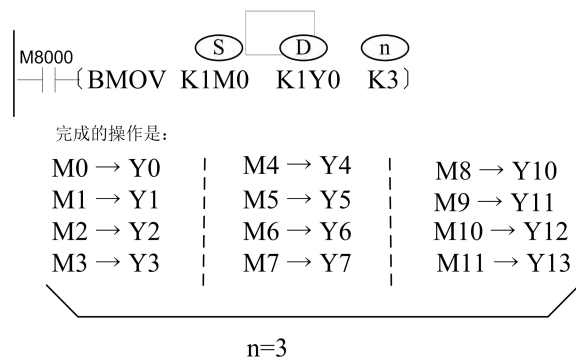 S D n
M8000
BMOV K1M0 K1Y0 K3
完成的操作是：
M0 → Y0 M4 → Y4 M8 → Y10
M1 → Y1 M5 → Y5 M9 → Y11
M2 → Y2 M6 → Y6 M10 → Y12
M3 → Y3 M7 → Y7 M11 → Y13
n=3